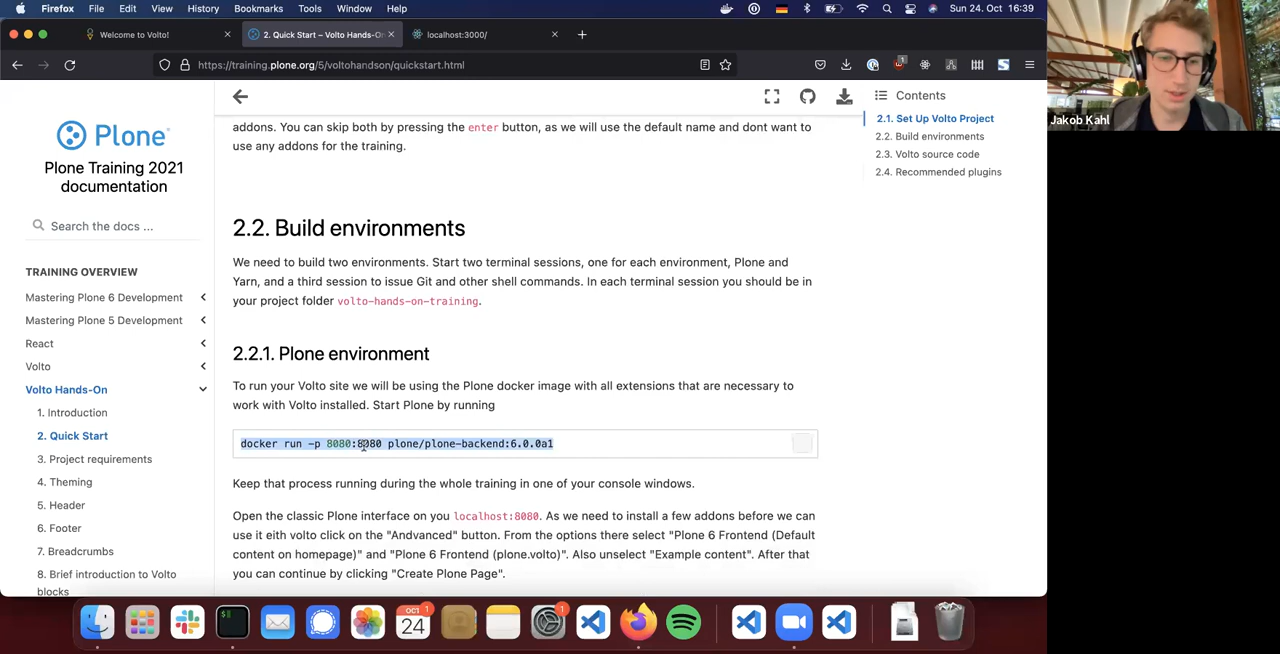 Firefox File Edit View History Bookmarks Tools Window Help Sun 24. Oct 16:39
Welcome to Volto! 2. Quick Start – Volto Hands-On localhost:3000/
https://training.plone.org/5/voltohandson/quickstart.html
Jakob Kahl
Plone
Plone Training 2021
documentation
Search the docs ...
TRAINING OVERVIEW
Mastering Plone 6 Development
Mastering Plone 5 Development
React
Volto
Volto Hands-On
1. Introduction
2. Quick Start
3. Project requirements
4. Theming
5. Header
6. Footer
7. Breadcrumbs
8. Brief introduction to Volto
blocks
addons. You can skip both by pressing the enter button, as we will use the default name and dont want to
use any addons for the training.
2.2. Build environments
We need to build two environments. Start two terminal sessions, one for each environment, Plone and
Yarn, and a third session to issue Git and other shell commands. In each terminal session you should be in
your project folder volto-hands-on-training.
2.2.1. Plone environment
To run your Volto site we will be using the Plone docker image with all extensions that are necessary to
work with Volto installed. Start Plone by running
docker run -p 8080:8080 plone/plone-backend:6.0.0a1
Keep that process running during the whole training in one of your console windows.
Open the classic Plone interface on you localhost:8080. As we need to install a few addons before we can
use it eith volto click on the "Andvanced" button. From the options there select "Plone 6 Frontend (Default
content on homepage)" and "Plone 6 Frontend (plone.volto)". Also unselect "Example content". After that
you can continue by clicking "Create Plone Page".
Contents
2.1. Set Up Volto Project
2.2. Build environments
2.3. Volto source code
2.4. Recommended plugins
OCT 1
24
1